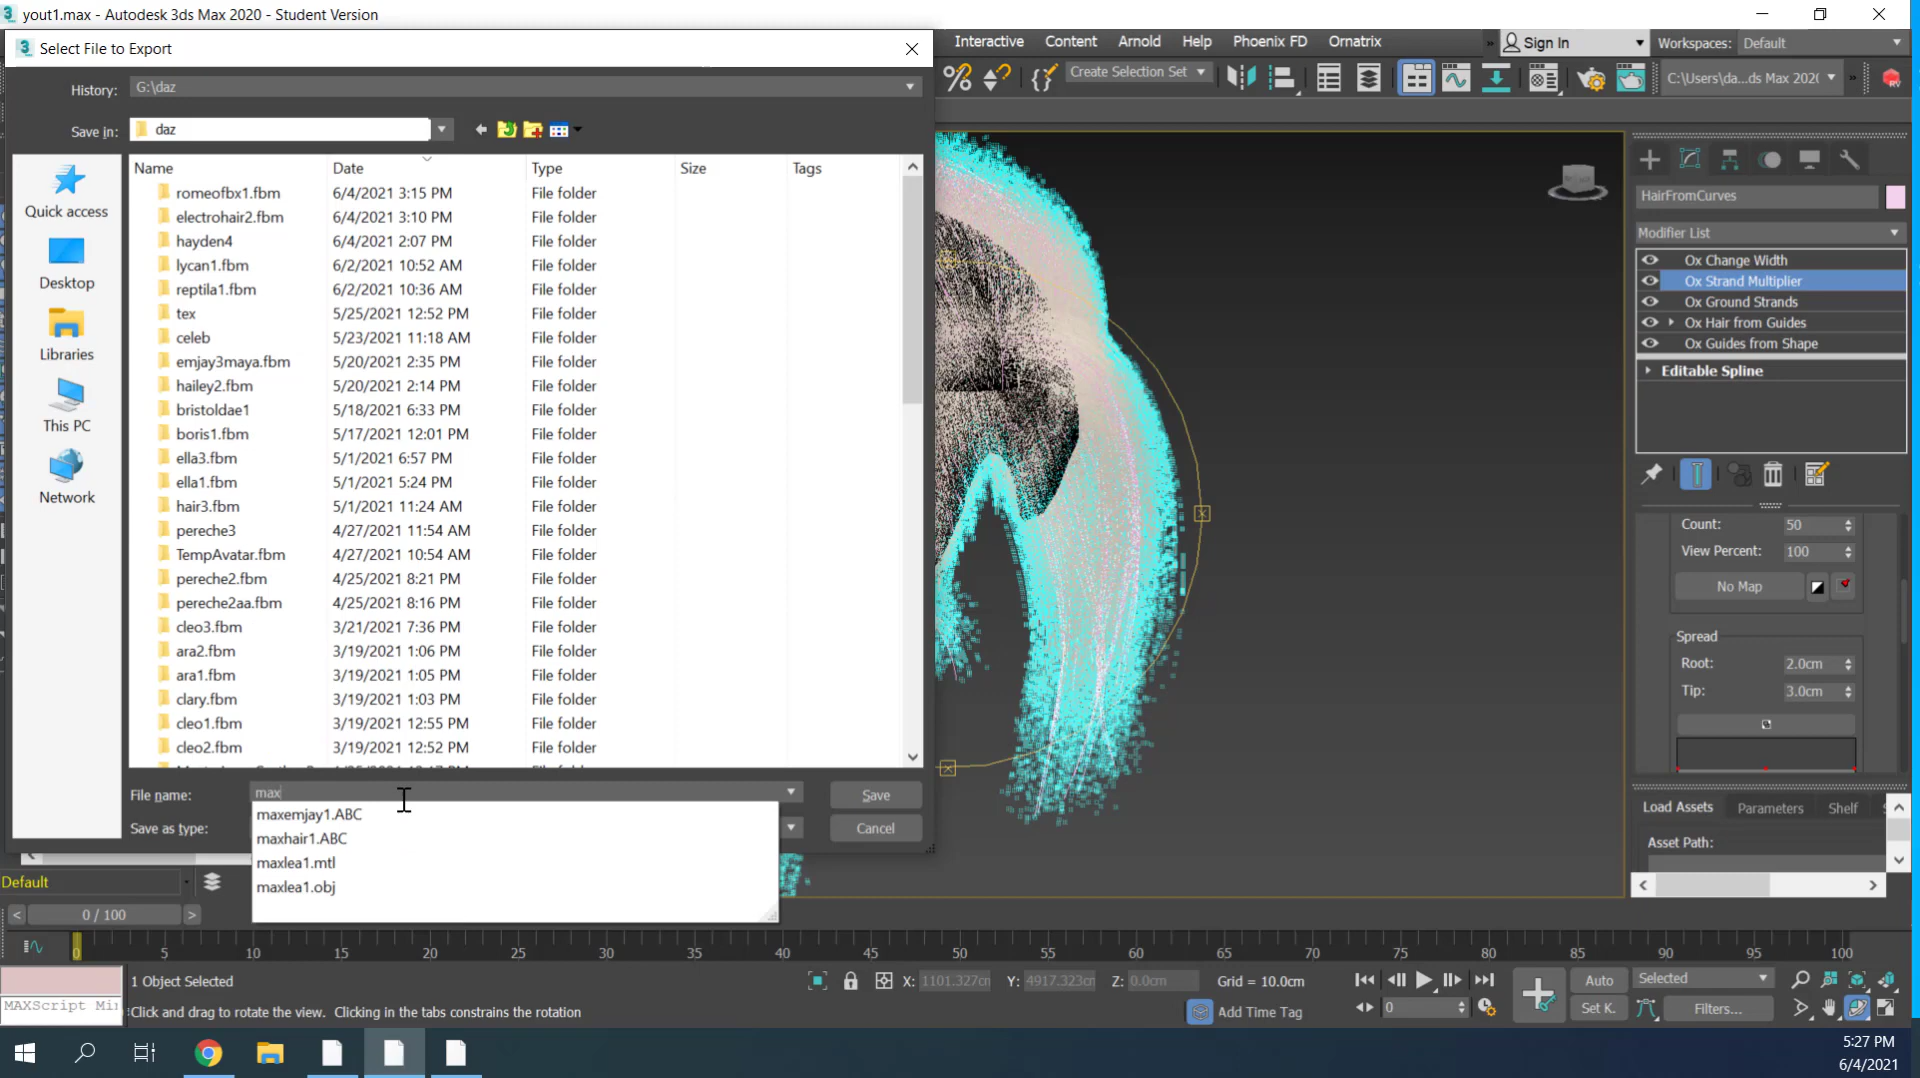 yout1.max - Autodesk 3ds Max 2020 - Student Version
Select File to Export
Interactive Content Arnold Help Phoenix FD Ornatrix
Sign In
Workspaces: Default
History: G:\daz
Create Selection Set
C:\Users\da...ds Max 2020
Save in: daz
Name Date Type Size Tags
romeofbx1.fbm 6/4/2021 3:15 PM File folder
electrohair2.fbm 6/4/2021 3:10 PM File folder
hayden4 6/4/2021 2:07 PM File folder
lycan1.fbm 6/2/2021 10:52 AM File folder
reptila1.fbm 6/2/2021 10:36 AM File folder
tex 5/25/2021 12:52 PM File folder
celeb 5/23/2021 11:18 AM File folder
emjay3maya.fbm 5/20/2021 2:35 PM File folder
hailey2.fbm 5/20/2021 2:14 PM File folder
bristoldae1 5/18/2021 6:33 PM File folder
boris1.fbm 5/17/2021 12:01 PM File folder
ella3.fbm 5/1/2021 6:57 PM File folder
ella1.fbm 5/1/2021 5:24 PM File folder
hair3.fbm 5/1/2021 11:24 AM File folder
pereche3 4/27/2021 11:54 AM File folder
TempAvatar.fbm 4/27/2021 10:54 AM File folder
pereche2.fbm 4/25/2021 8:21 PM File folder
pereche2aa.fbm 4/25/2021 8:16 PM File folder
cleo3.fbm 3/21/2021 7:36 PM File folder
ara2.fbm 3/19/2021 1:06 PM File folder
ara1.fbm 3/19/2021 1:05 PM File folder
clary.fbm 3/19/2021 1:03 PM File folder
cleo1.fbm 3/19/2021 12:55 PM File folder
cleo2.fbm 3/19/2021 12:52 PM File folder
Quick access
Desktop
Libraries
This PC
Network
File name: max
Save
maxemjay1.ABC
maxhair1.ABC
maxlea1.mtl
maxlea1.obj
Save as type:
Cancel
HairFromCurves
Modifier List
Ox Change Width
Ox Strand Multiplier
Ox Ground Strands
Ox Hair from Guides
Ox Guides from Shape
Editable Spline
Count: 50
View Percent: 100
No Map
Spread
Root: 2.0cm
Tip: 3.0cm
Load Assets Parameters Shelf
Asset Path:
Default
0 / 100
0 5 10 15 20 25 30 35 40 45 50 55 60 65 70 75 80 85 90 95 100
1 Object Selected
X: 1101.327cm Y: 4917.323cm Z: 0.0cm Grid = 10.0cm
Auto Selected
MAXScript Mi
Click and drag to rotate the view. Clicking in the tabs constrains the rotation
Add Time Tag
0
Set K. Filters...
5:27 PM
6/4/2021